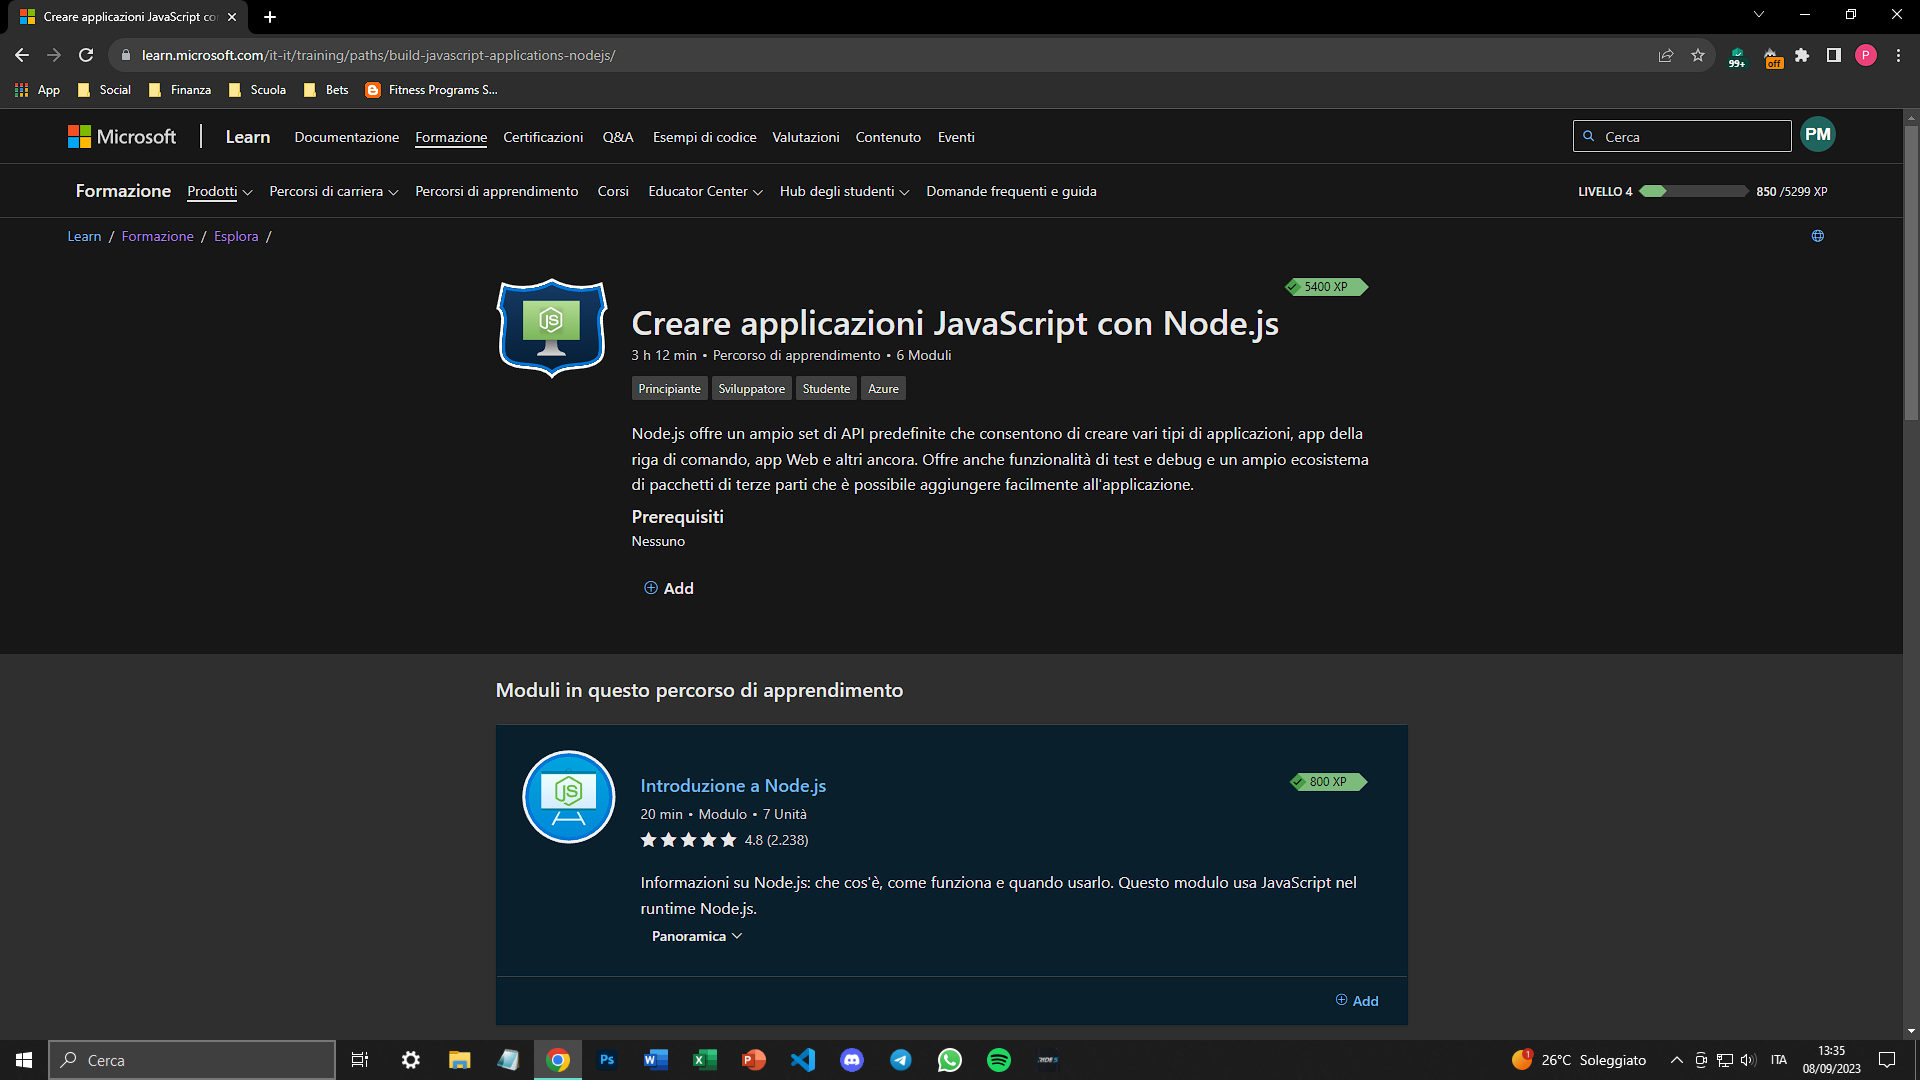 Creare applicazioni JavaScript co
learn.microsoft.com/it-it/training/paths/build-javascript-applications-nodejs/
99+
off
P
App Social Finanza Scuola Bets Fitness Programs S...
Microsoft Learn Documentazione Formazione Certificazioni Q&A Esempi di codice Valutazioni Contenuto Eventi Cerca PM
Formazione Prodotti Percorsi di carriera Percorsi di apprendimento Corsi Educator Center Hub degli studenti Domande frequenti e guida LIVELLO 4 850 /5299 XP
Learn / Formazione / Esplora /
5400 XP
JS
Creare applicazioni JavaScript con Node.js
3 h 12 min • Percorso di apprendimento • 6 Moduli
Principiante Sviluppatore Studente Azure
Node.js offre un ampio set di API predefinite che consentono di creare vari tipi di applicazioni, app della
riga di comando, app Web e altri ancora. Offre anche funzionalità di test e debug e un ampio ecosistema
di pacchetti di terze parti che è possibile aggiungere facilmente all'applicazione.
Prerequisiti
Nessuno
Add
Moduli in questo percorso di apprendimento
JS
Introduzione a Node.js
800 XP
20 min • Modulo • 7 Unità
4.8 (2.238)
Informazioni su Node.js: che cos'è, come funziona e quando usarlo. Questo modulo usa JavaScript nel
runtime Node.js.
Panoramica
Add
Cerca
Ps
1
26°C Soleggiato
ITA
13:35
08/09/2023